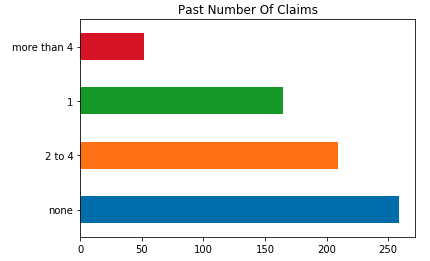 Past Number Of Claims
more than 4
1
2 to 4
none
0 50 100 150 200 250